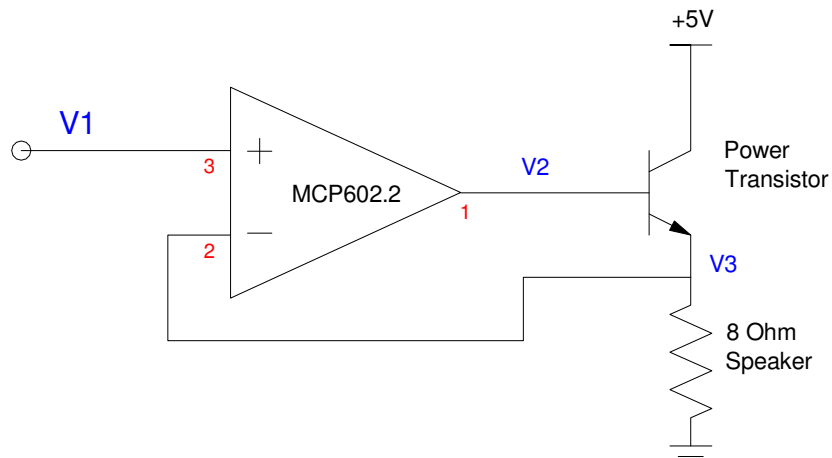 +5V
V1
3
+
MCP602.2
V2
1
Power
Transistor
2
−
V3
8 Ohm
Speaker